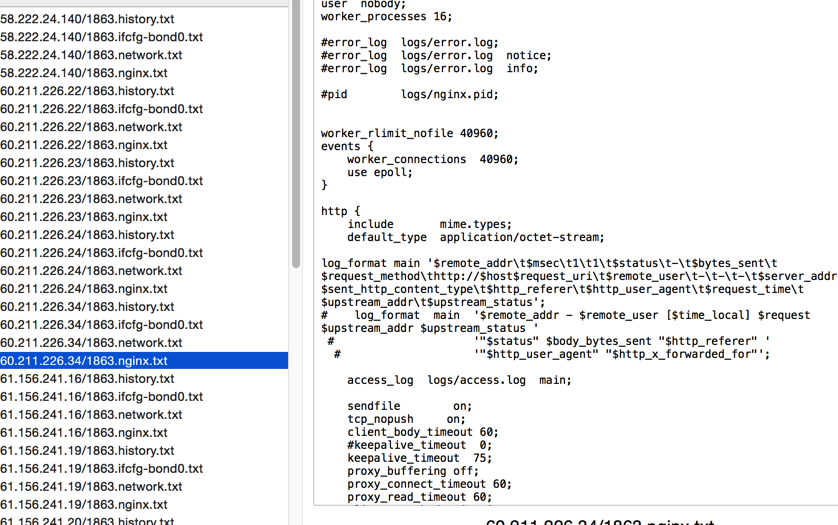 58.222.24.140/1863.history.txt
58.222.24.140/1863.ifcfg-bond0.txt
58.222.24.140/1863.network.txt
58.222.24.140/1863.nginx.txt
60.211.226.22/1863.history.txt
60.211.226.22/1863.ifcfg-bond0.txt
60.211.226.22/1863.network.txt
60.211.226.22/1863.nginx.txt
60.211.226.23/1863.history.txt
60.211.226.23/1863.ifcfg-bond0.txt
60.211.226.23/1863.network.txt
60.211.226.23/1863.nginx.txt
60.211.226.24/1863.history.txt
60.211.226.24/1863.ifcfg-bond0.txt
60.211.226.24/1863.network.txt
60.211.226.24/1863.nginx.txt
60.211.226.34/1863.history.txt
60.211.226.34/1863.ifcfg-bond0.txt
60.211.226.34/1863.network.txt
60.211.226.34/1863.nginx.txt
61.156.241.16/1863.history.txt
61.156.241.16/1863.ifcfg-bond0.txt
61.156.241.16/1863.network.txt
61.156.241.16/1863.nginx.txt
61.156.241.19/1863.history.txt
61.156.241.19/1863.ifcfg-bond0.txt
61.156.241.19/1863.network.txt
61.156.241.19/1863.nginx.txt
61.156.241.20/1863.history.txt
user  nobody;
worker_processes 16;
#error_log  logs/error.log;
#error_log  logs/error.log  notice;
#error_log  logs/error.log  info;
#pid        logs/nginx.pid;
worker_rlimit_nofile 40960;
events {
    worker_connections  40960;
    use epoll;
}
http {
    include       mime.types;
    default_type  application/octet-stream;
log_format main '$remote_addr\t$msec\t1\t1\t$status\t-\t$bytes_sent\t
$request_method\thttp://$host$request_uri\t$remote_user\t-\t-\t-\t$server_addr
$sent_http_content_type\t$http_referer\t$http_user_agent\t$request_time\t
$upstream_addr\t$upstream_status';
#    log_format  main  '$remote_addr - $remote_user [$time_local] $request
$upstream_addr $upstream_status '
 #                     '"$status" $body_bytes_sent "$http_referer" '
  #                    '"$http_user_agent" "$http_x_forwarded_for"';
    access_log  logs/access.log  main;
    sendfile        on;
    tcp_nopush     on;
    client_body_timeout 60;
    #keepalive_timeout  0;
    keepalive_timeout  75;
    proxy_buffering off;
    proxy_connect_timeout 60;
    proxy_read_timeout 60;
60.211.226.34/1863.nginx.txt